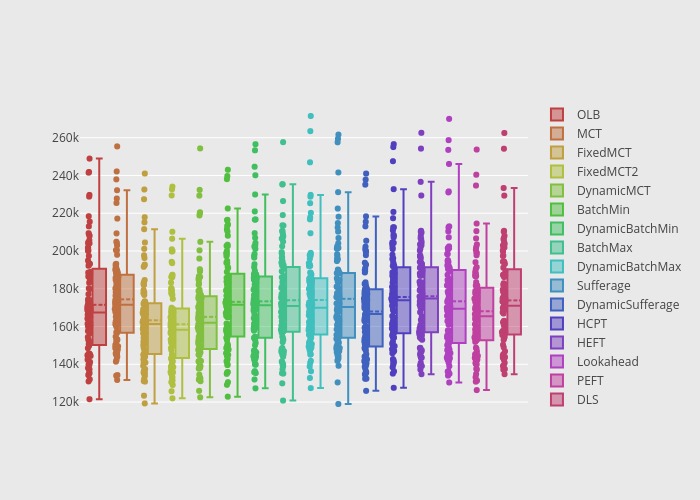 260k
240k
220k
200k
180k
160k
140k
120k
OLB
MCT
FixedMCT
FixedMCT2
DynamicMCT
BatchMin
DynamicBatchMin
BatchMax
DynamicBatchMax
Sufferage
DynamicSufferage
HCPT
HEFT
Lookahead
PEFT
DLS